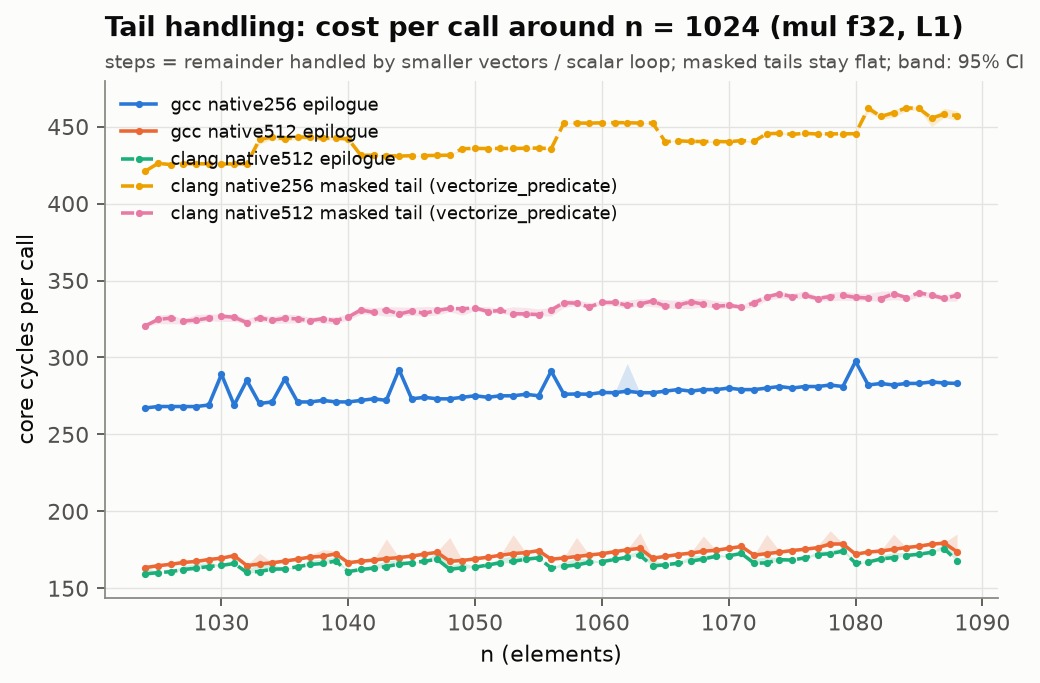 Tail handling: cost per call around n = 1024 (mul f32, L1)
steps = remainder handled by smaller vectors / scalar loop; masked tails stay flat; band: 95% CI
gcc native256 epilogue
gcc native512 epilogue
clang native512 epilogue
clang native256 masked tail (vectorize_predicate)
clang native512 masked tail (vectorize_predicate)
core cycles per call
450
400
350
300
250
200
150
1030 1040 1050 1060 1070 1080 1090
n (elements)